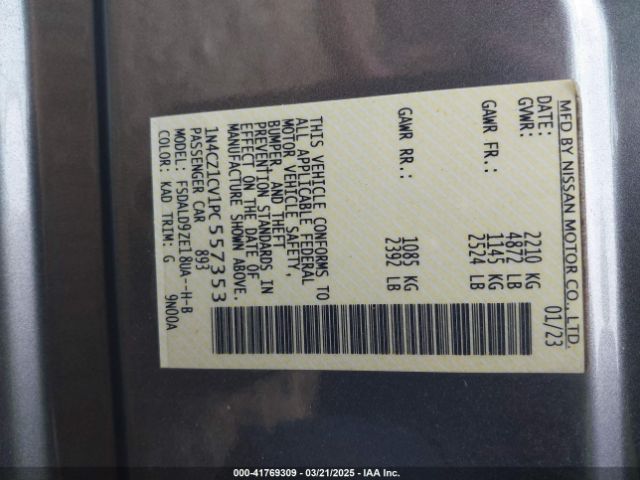 MFD BY NISSAN MOTOR CO., LTD.
DATE: 01/23
GVWR: 2210 KG
4872 LB
GAWR FR.: 1145 KG
2524 LB
GAWR RR.: 1085 KG
2392 LB
THIS VEHICLE CONFORMS TO
ALL APPLICABLE FEDERAL
MOTOR VEHICLE SAFETY,
BUMPER, AND THEFT
PREVENTION STANDARDS IN
EFFECT ON THE DATE OF
MANUFACTURE SHOWN ABOVE.
1N4CZ1CV1PC557353
PASSENGER CAR 893
MODEL: FSDALD9ZE18UA--H-B
COLOR: KAD TRIM: G 9N00A
000-41769309 | 03/21/2025 | IAA Inc.